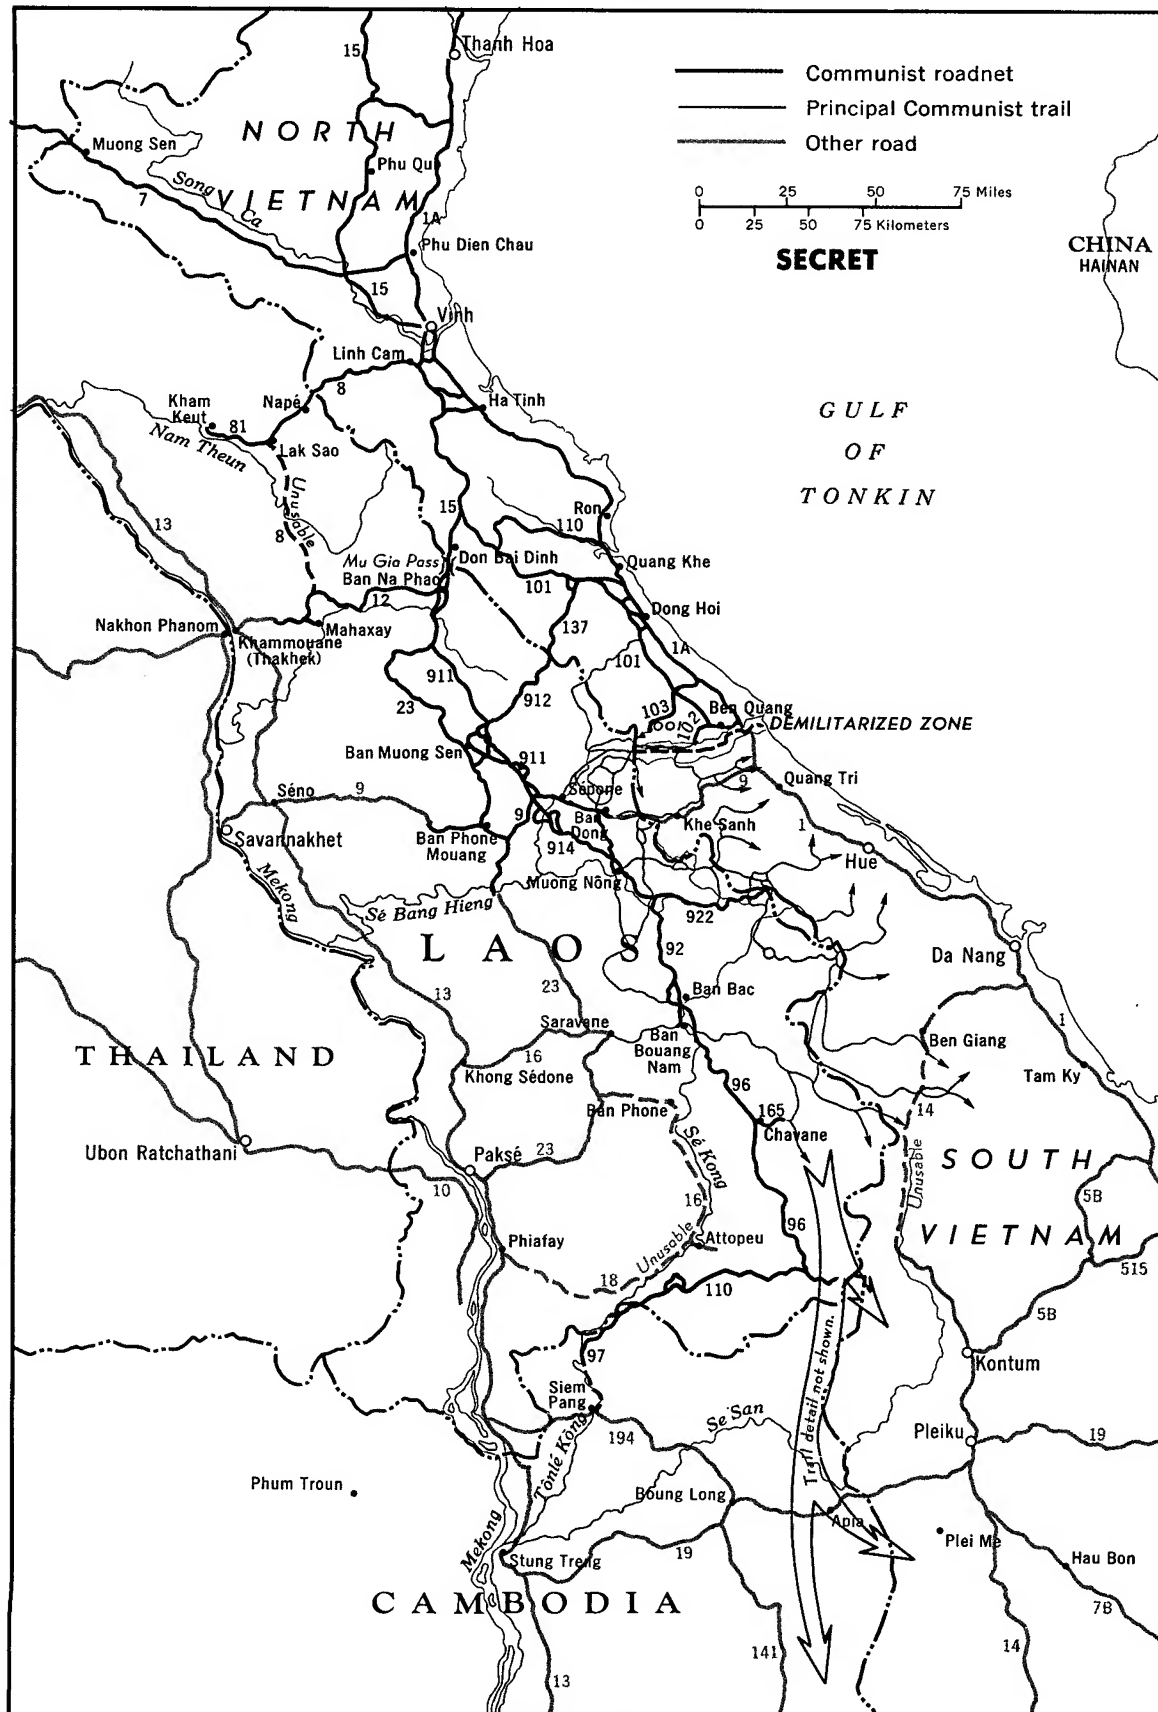 15
Thanh Hoa
Communist roadnet
Principal Communist trail
Other road
NORTH
VIETNAM
Muong Sen
Phu Qui
Song Ca
7
1A
0 25 50 75 Miles
0 25 50 75 Kilometers
SECRET
CHINA
HAINAN
Phu Dien Chau
15
Vinh
Linh Cam
8
Kham
Keut
Napé
Ha Tinh
81
Nam Theun
Lak Sao
GULF
OF
TONKIN
Unusable
8
13
15
Ron
110
Mu Gia Pass
Don Bai Dinh
Quang Khe
Ban Na Phao
101
12
Dong Hoi
Nakhon Phanom
Khammouane
(Thakhek)
Mahaxay
137
101
1A
911
23
912
103
102
Ben Quang
DEMILITARIZED ZONE
Ban Muong Sen
911
Quang Tri
Séno
9
Sépone
9
Savannakhet
9
Ban
Dong
Khe Sanh
1
Ban Phone
Mouang
914
Hue
Mekong
Muong Nông
Sé Bang Hieng
922
LAOS
92
Da Nang
13
23
Ban Bac
Saravane
Ban
Bouang
Nam
1
THAILAND
16
Khong Sédone
Ben Giang
Tam Ky
96
Ban Phone
165
Chavane
14
Ubon Ratchathani
Paksé
23
Sé Kong
Unusable
SOUTH
VIETNAM
10
16
96
5B
Phiafay
Unusable
Attopeu
18
110
515
5B
97
Trail detail not shown.
Kontum
Siem
Pang
Se San
194
Pleiku
19
Tônlé Kông
Phum Troun
Boung Long
Apia
Plei Me
Mekong
Stung Treng
19
Hau Bon
CAMBODIA
7B
13
141
14